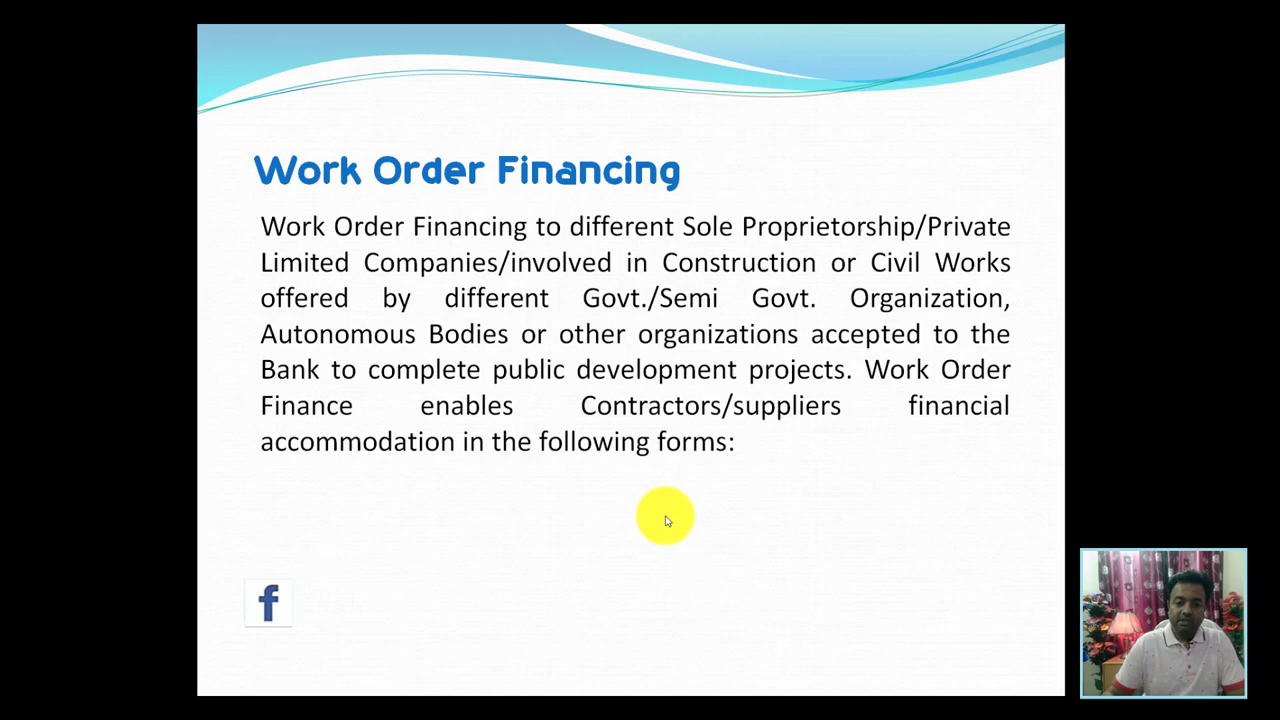 Work Order Financing
Work Order Financing to different Sole Proprietorship/Private
Limited Companies/involved in Construction or Civil Works
offered by different Govt./Semi Govt. Organization,
Autonomous Bodies or other organizations accepted to the
Bank to complete public development projects. Work Order
Finance enables Contractors/suppliers financial
accommodation in the following forms:
f